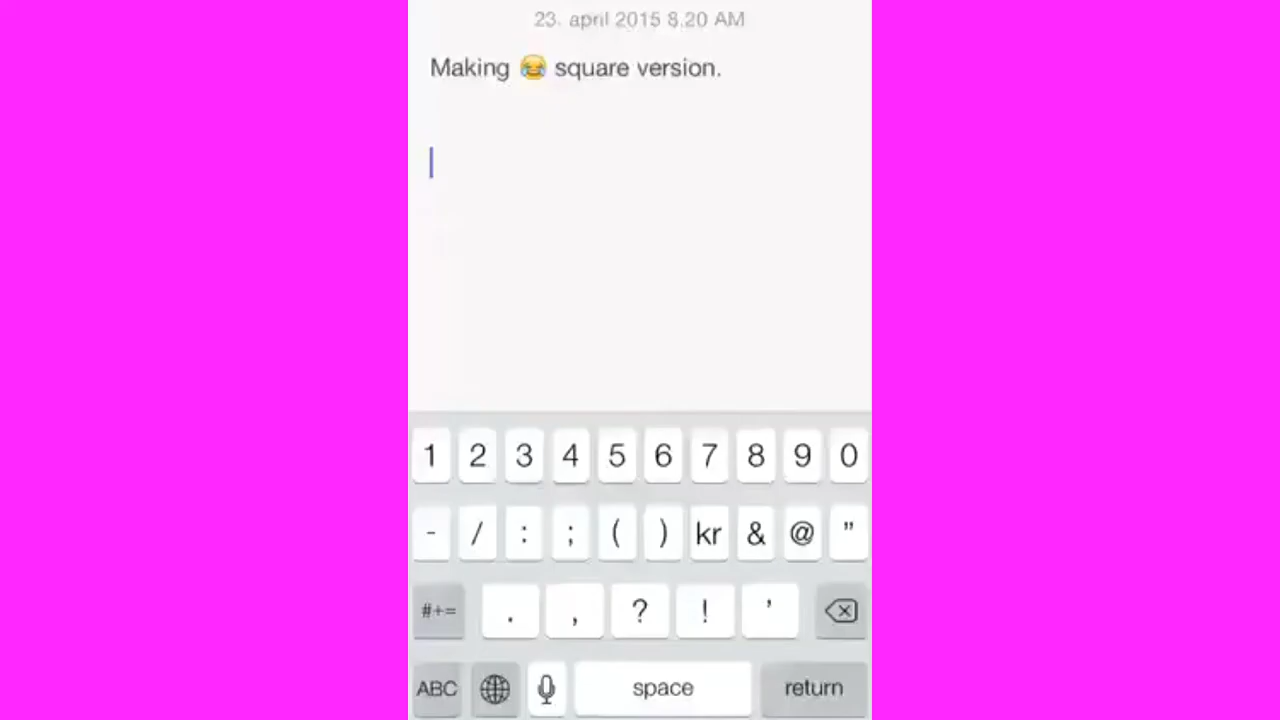 23. april 2015 8.20 AM
Making 😂 square version.
1 2 3 4 5 6 7 8 9 0
- / : ; ( ) kr & @ ”
#+= . , ? ! ’
ABC space return